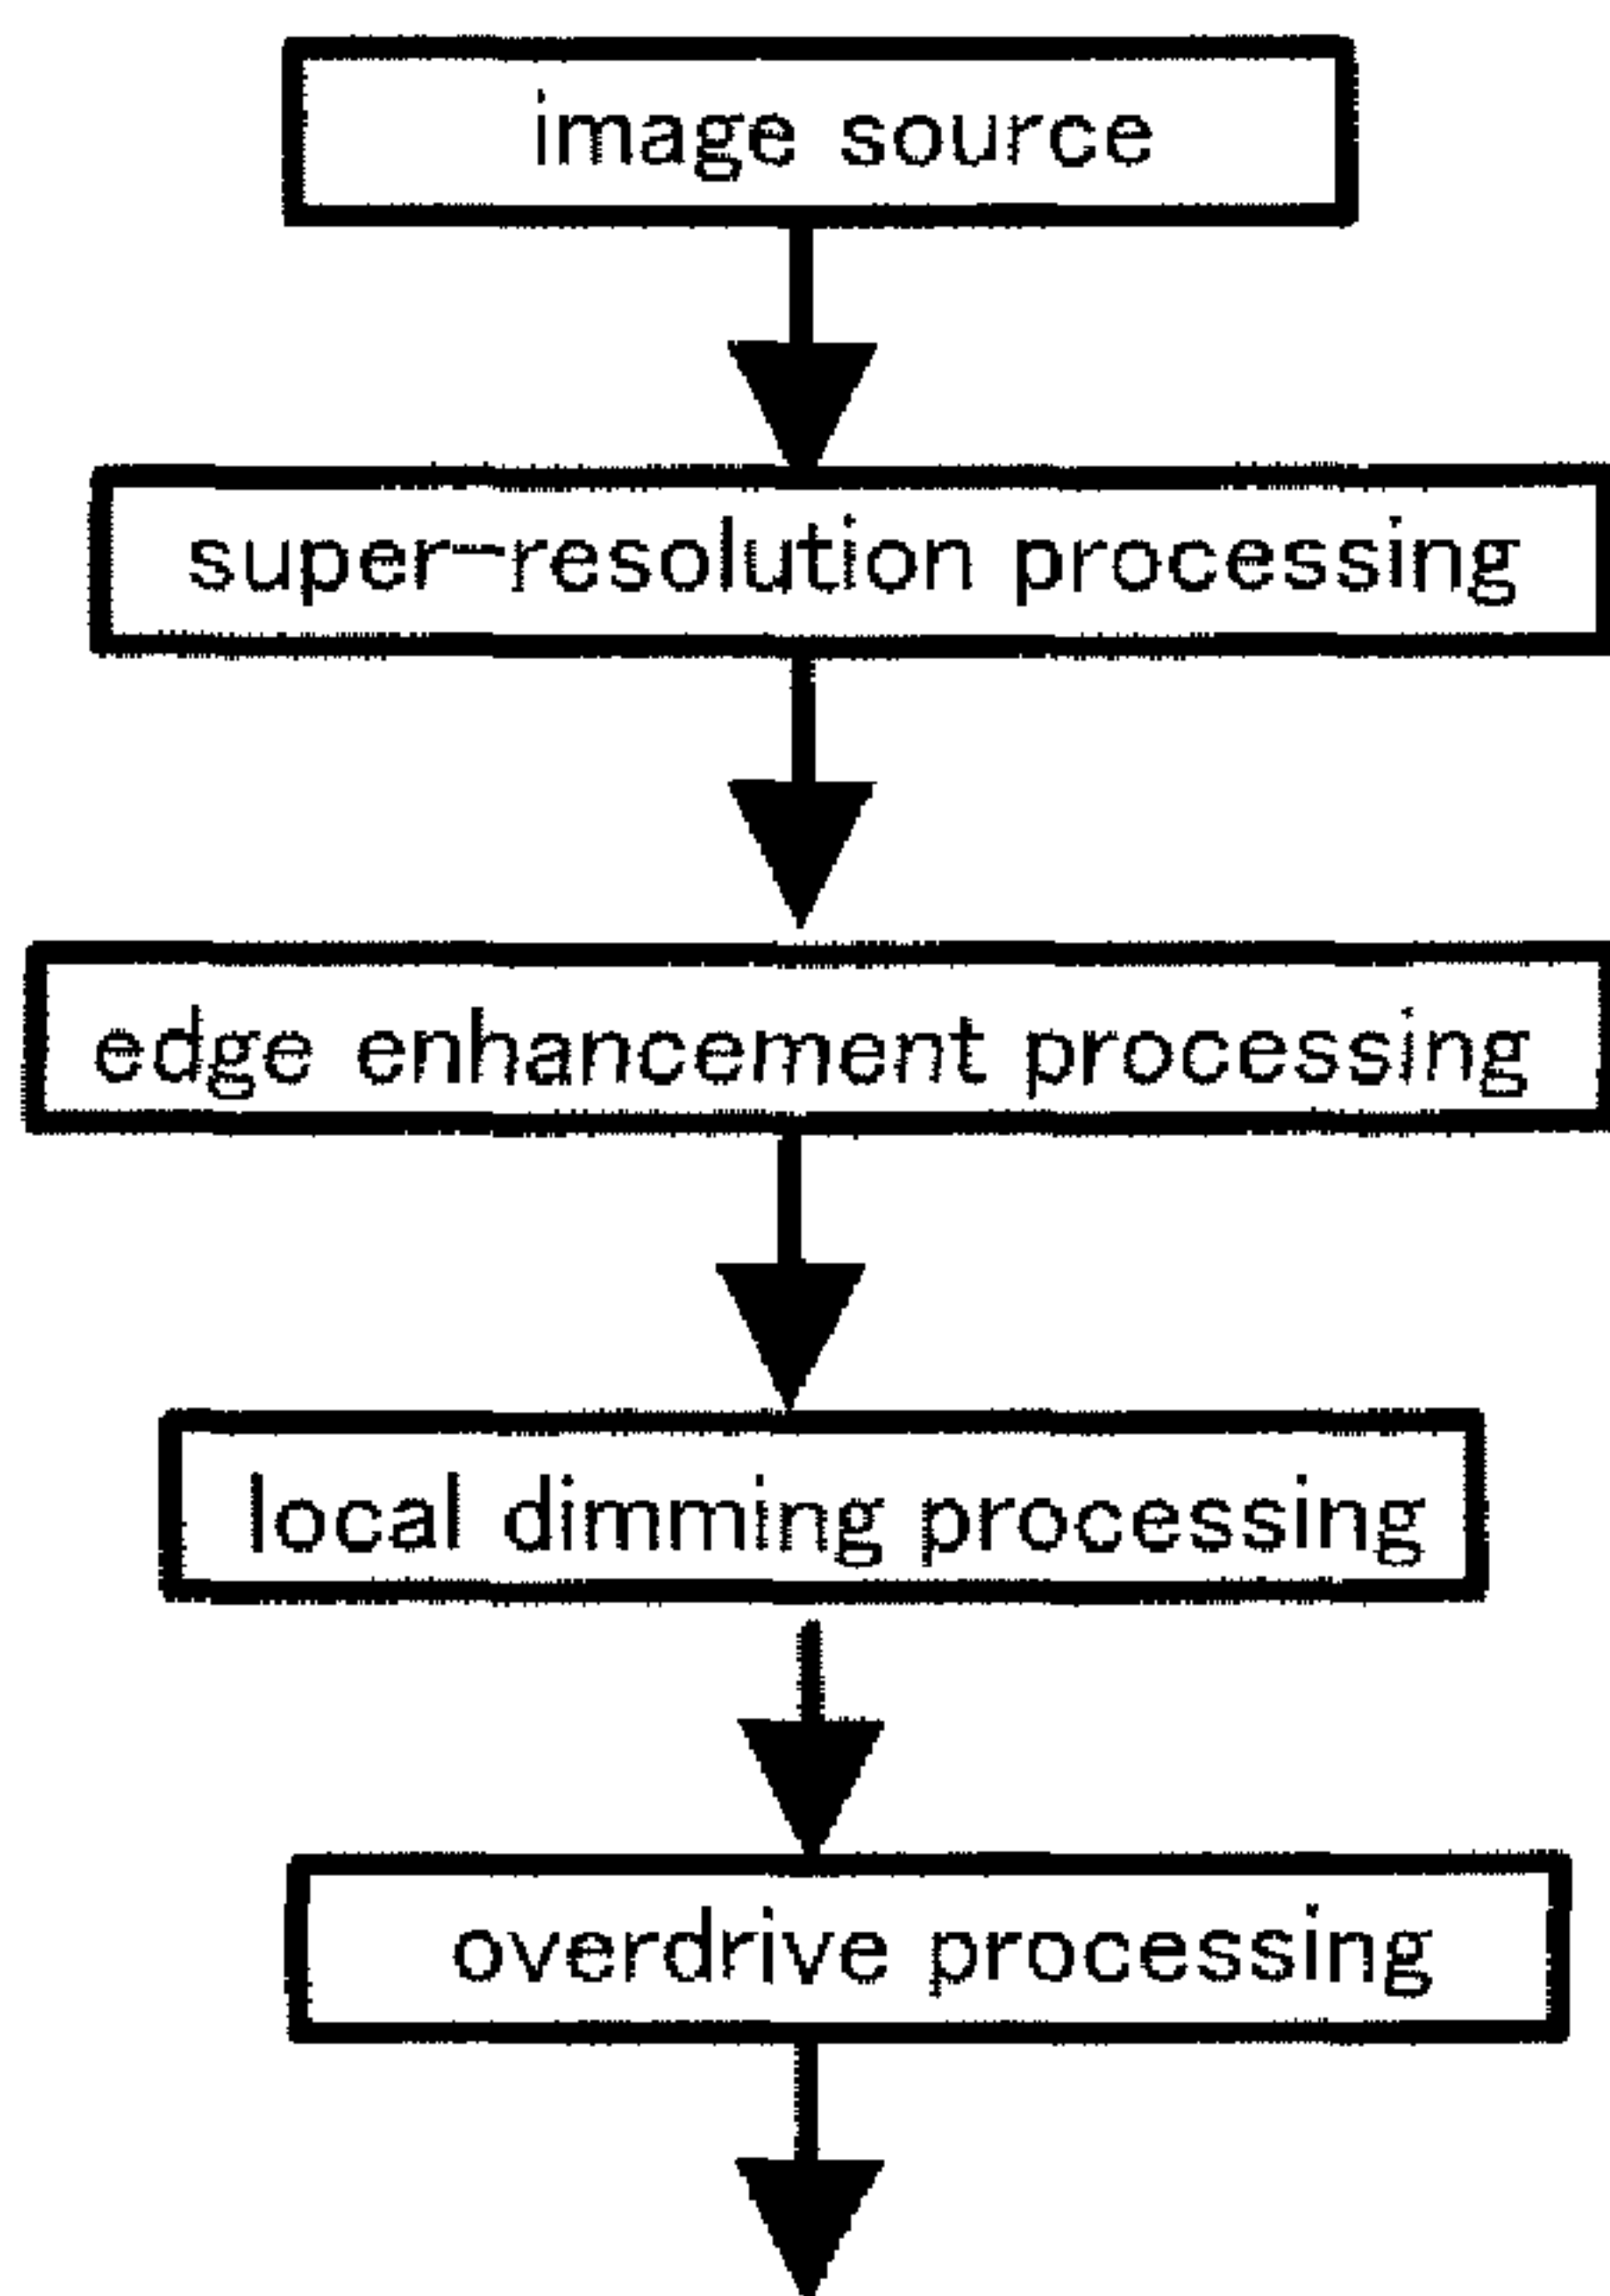 image source
super-resolution processing
edge enhancement processing
local dimming processing
overdrive processing